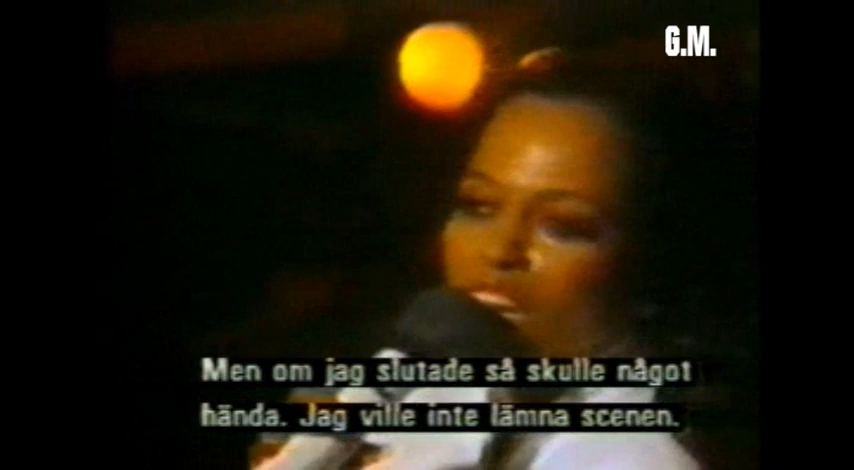 G.M.
Men om jag slutade så skulle något
hända. Jag ville inte lämna scenen.